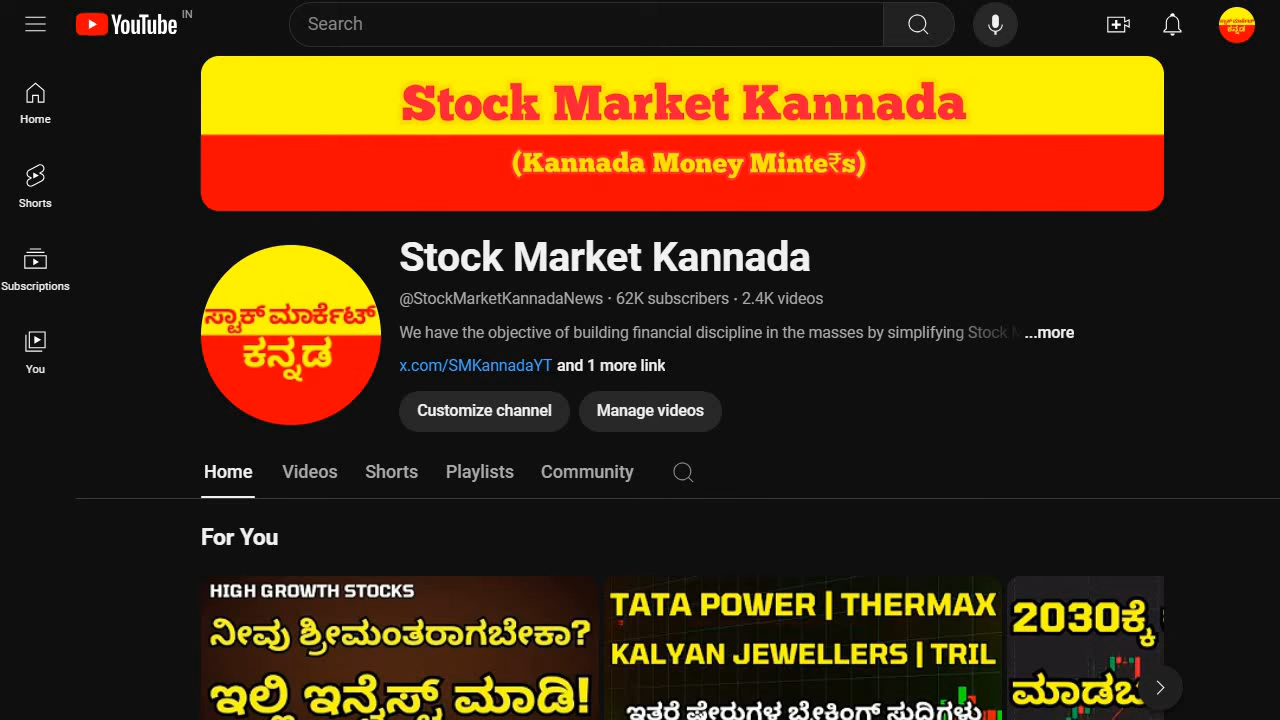 YouTube IN
Search
Home
Shorts
Subscriptions
You
Stock Market Kannada
(Kannada Money Minte₹s)
ಸ್ಟಾಕ್ ಮಾರ್ಕೆಟ್
ಕನ್ನಡ
Stock Market Kannada
@StockMarketKannadaNews · 62K subscribers · 2.4K videos
We have the objective of building financial discipline in the masses by simplifying Stock ...more
x.com/SMKannadaYT and 1 more link
Customize channel Manage videos
Home Videos Shorts Playlists Community
For You
HIGH GROWTH STOCKS
ನೀವು ಶ್ರೀಮಂತರಾಗಬೇಕಾ?
ಇಲ್ಲಿ ಇನ್ವೆಸ್ಟ್ ಮಾಡಿ!
TATA POWER | THERMAX
KALYAN JEWELLERS | TRIL
ಇತರೆ ಷೇರುಗಳ ಬ್ರೇಕಿಂಗ್ ಸುದ್ದಿಗಳು
2030ಕ್ಕೆ